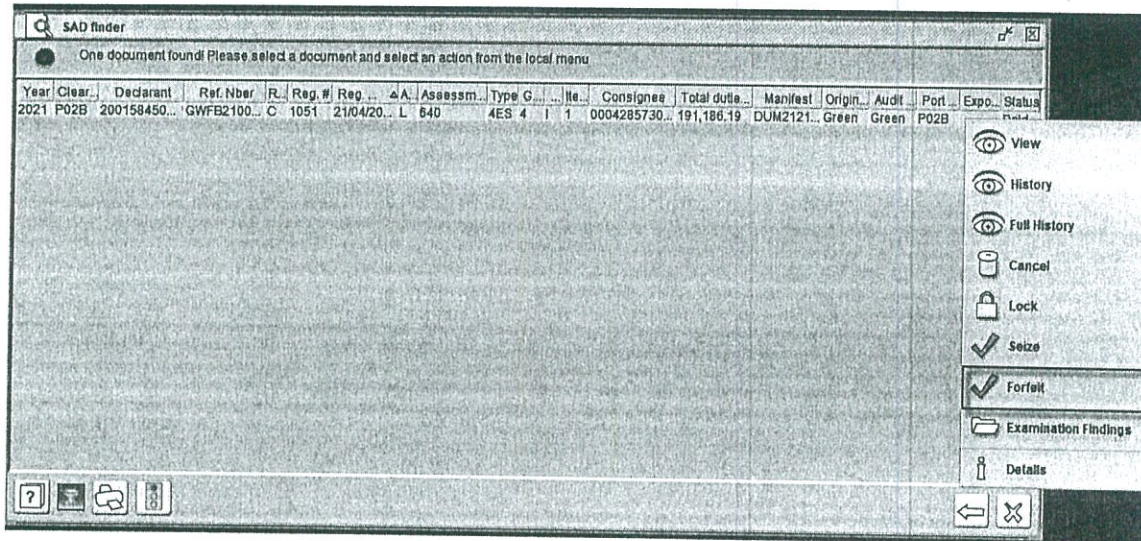 SAD finder
One document found! Please select a document and select an action from the local menu
Year Clear... Declarant Ref. Nber R... Reg. # Reg. ... A. Assessm... Type G... ... Ite... Consignee Total dutie... Manifest Origin... Audit ... Port ... Expo... Status
2021 P02B 200158450... GWFB2100... C 1051 21/04/20... L 640 4ES 4 I 1 0004285730... 191,186.19 DUM2121... Green Green P02B
View
History
Full History
Cancel
Lock
Seize
Forfeit
Examination Findings
Details